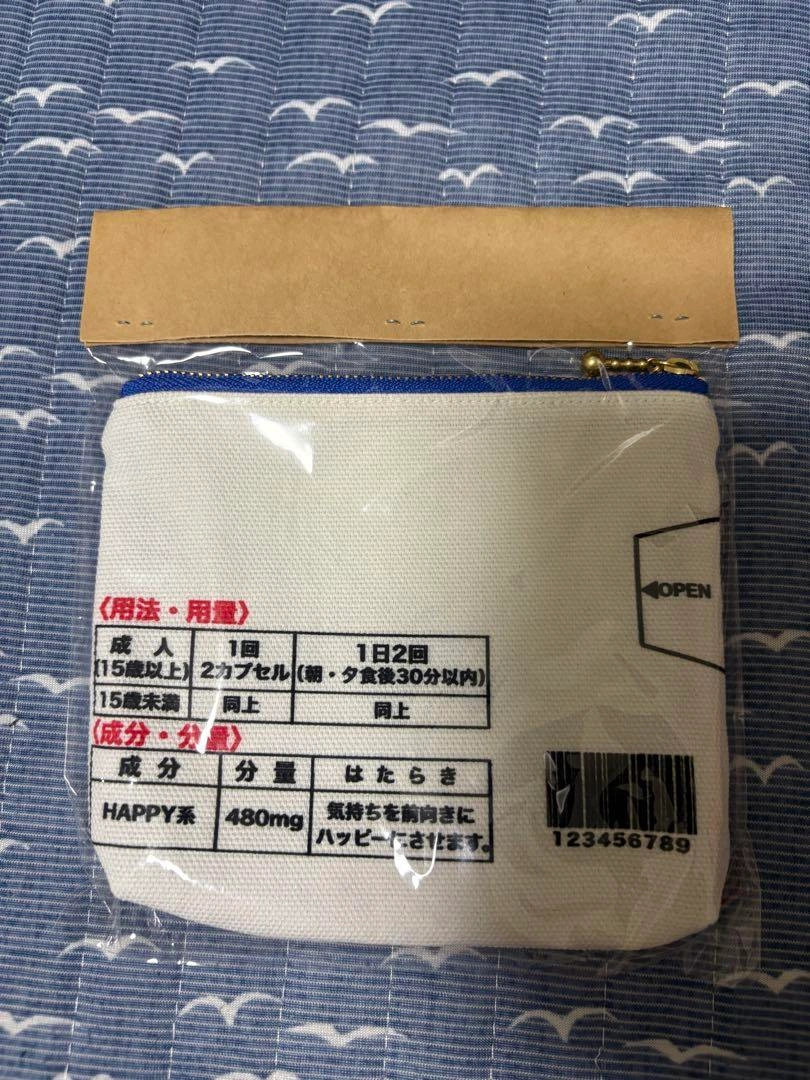 ◀OPEN
〈用法・用量〉
成人 1回 1日2回
(15歳以上) 2カプセル (朝・夕食後30分以内)
15歳未満 同上 同上
〈成分・分量〉
成分 分量 はたらき
HAPPY系 480mg 気持ちを前向きに
ハッピーにさせます。
123456789